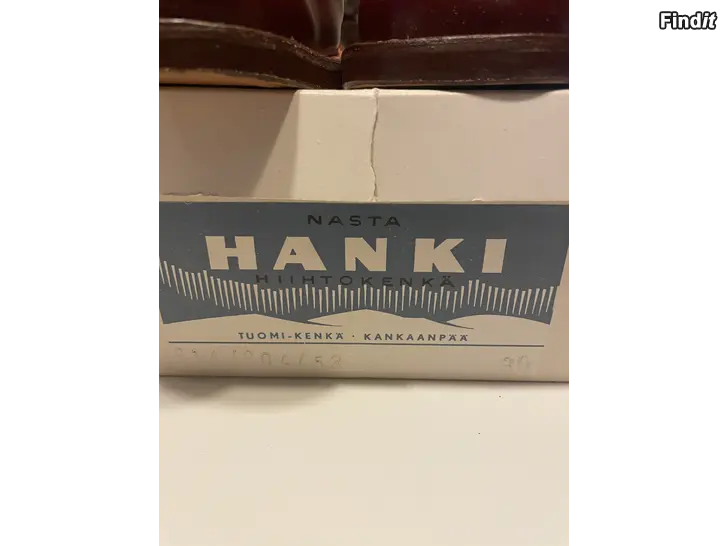 Findit
NASTA
HANKI
HIIHTOKENKÄ
TUOMI-KENKÄ · KANKAANPÄÄ